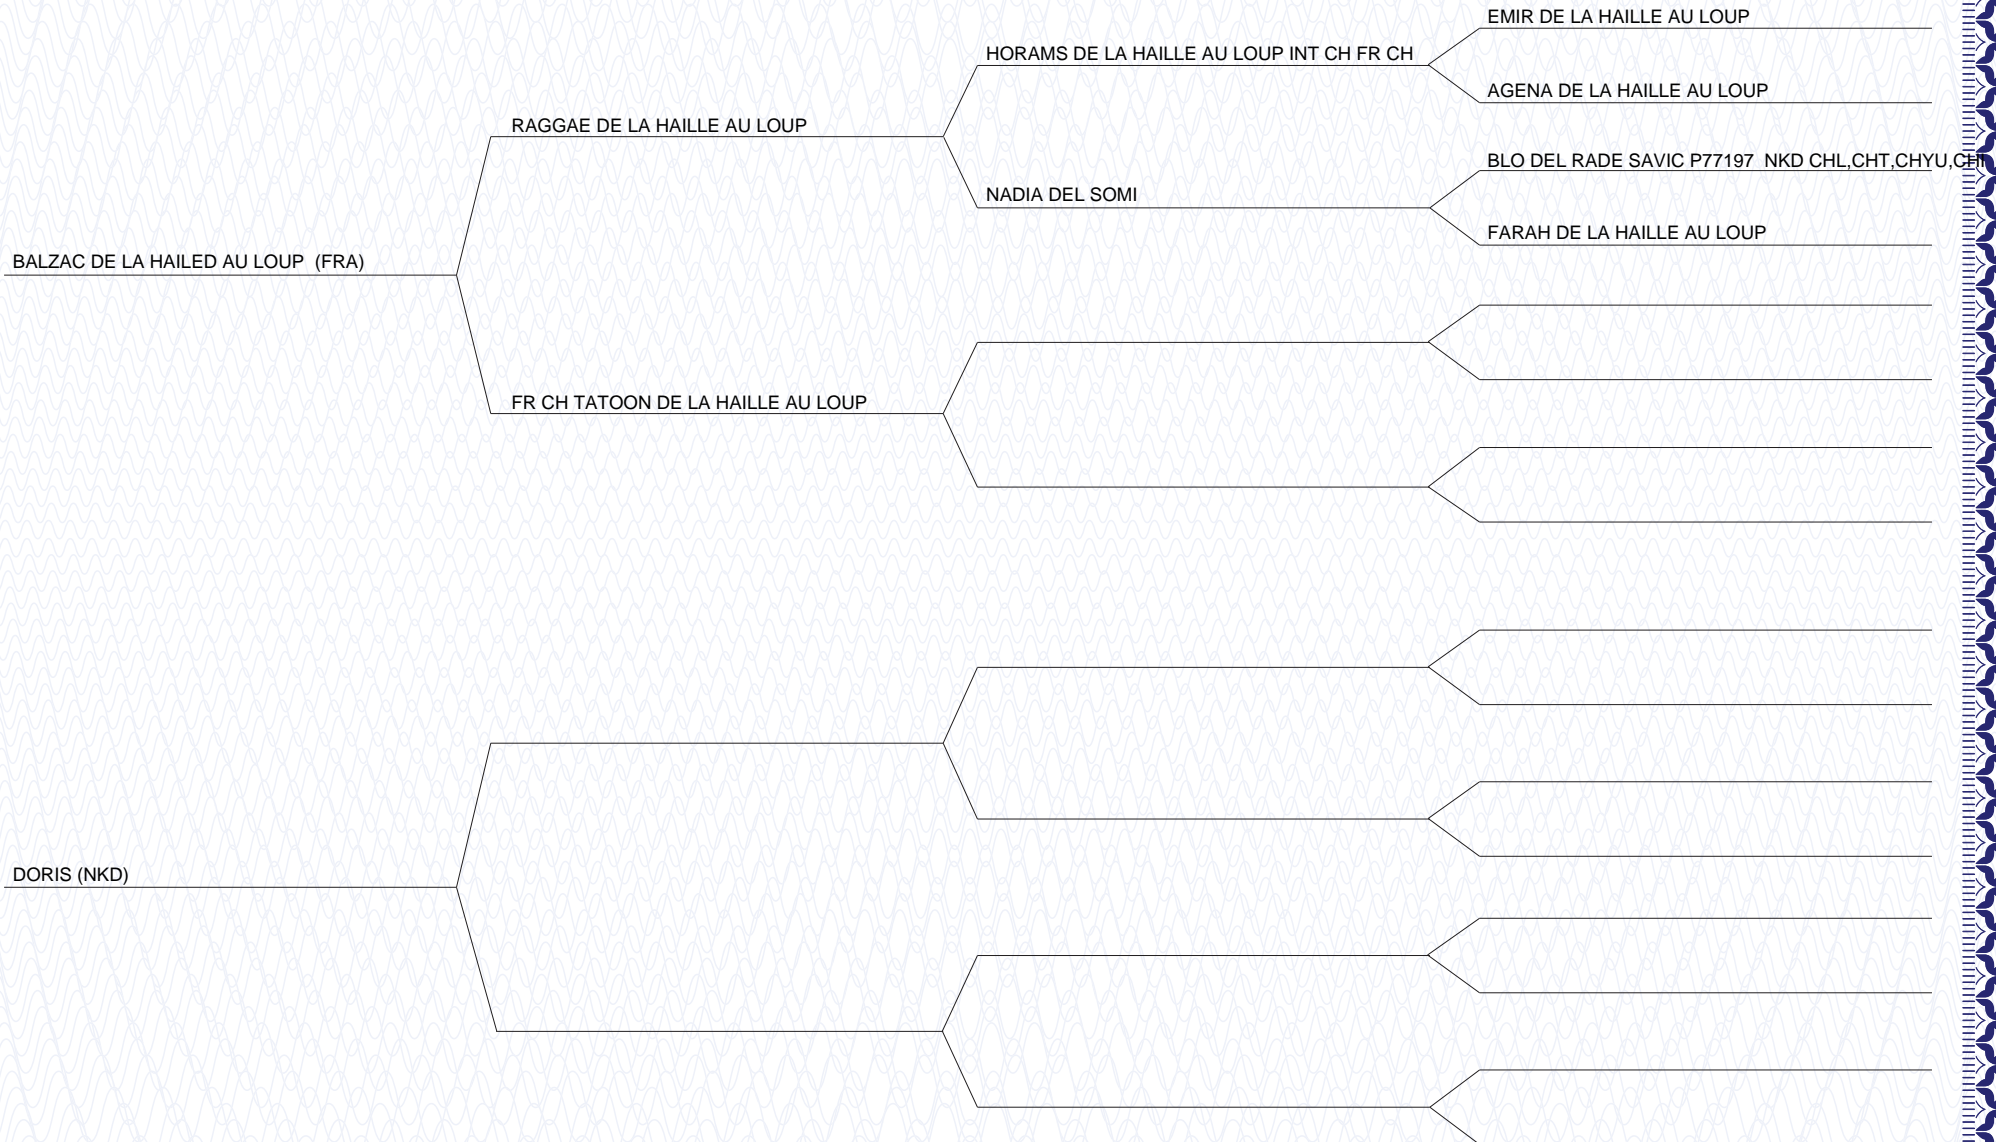 EMIR DE LA HAILLE AU LOUP
HORAMS DE LA HAILLE AU LOUP INT CH FR CH
AGENA DE LA HAILLE AU LOUP
RAGGAE DE LA HAILLE AU LOUP
BLO DEL RADE SAVIC P77197 NKD CHL,CHT,CHYU,CHI
NADIA DEL SOMI
FARAH DE LA HAILLE AU LOUP
BALZAC DE LA HAILED AU LOUP (FRA)
FR CH TATOON DE LA HAILLE AU LOUP
DORIS (NKD)